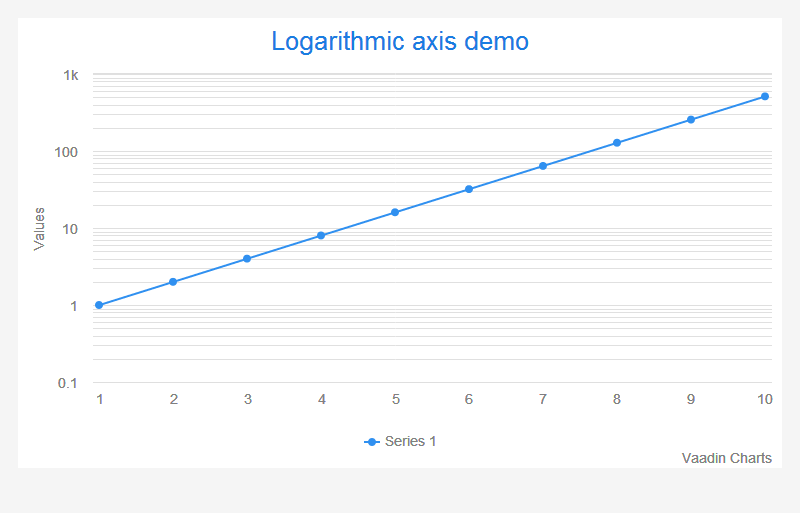 Logarithmic axis demo
1k
100
10
1
0.1
Values
1 2 3 4 5 6 7 8 9 10
Series 1
Vaadin Charts